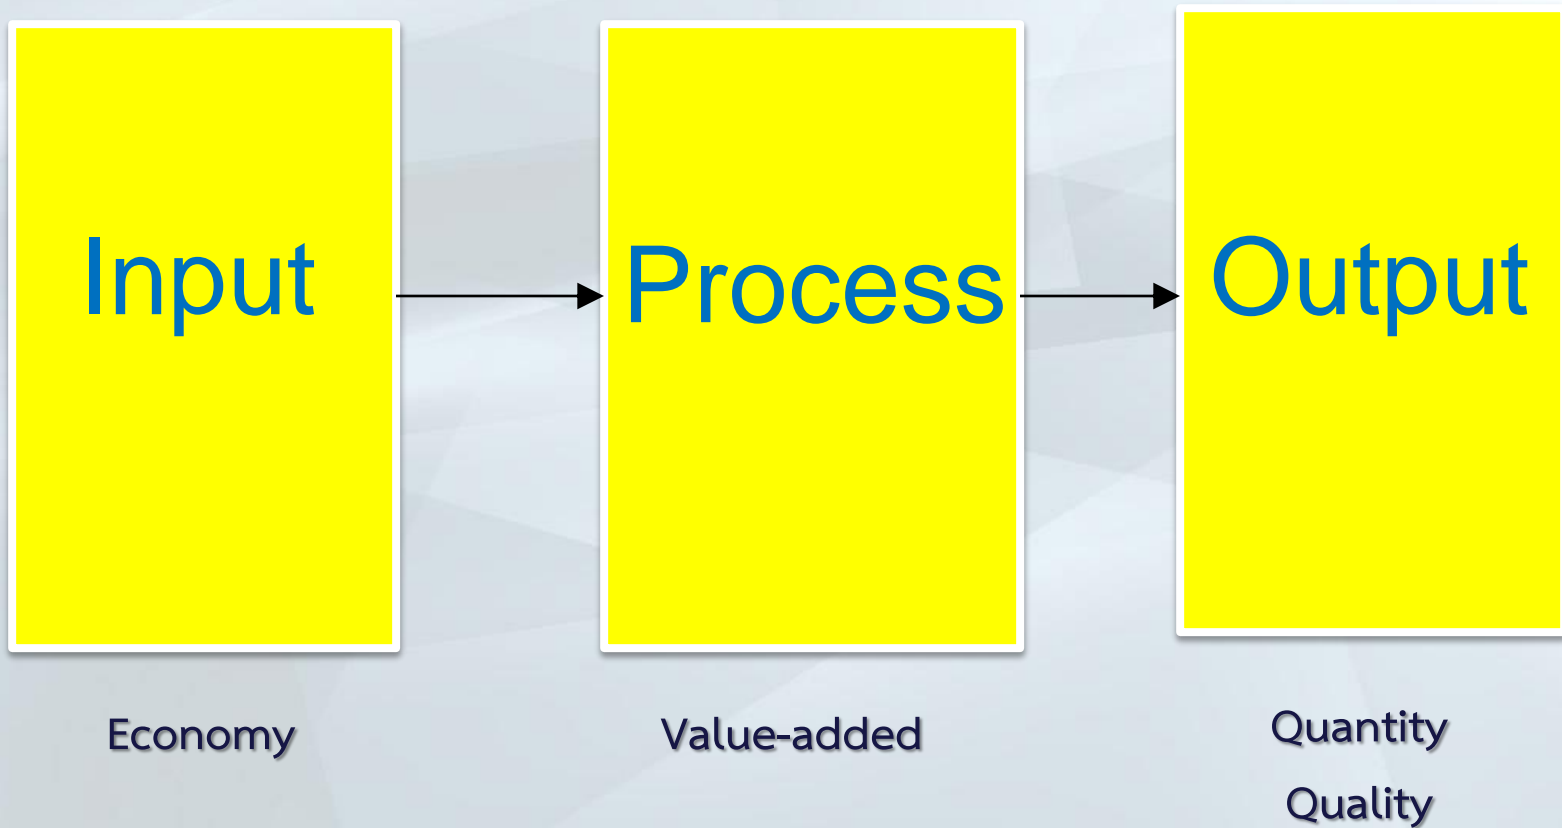 Input
Process
Output
Economy
Value-added
Quantity
Quality